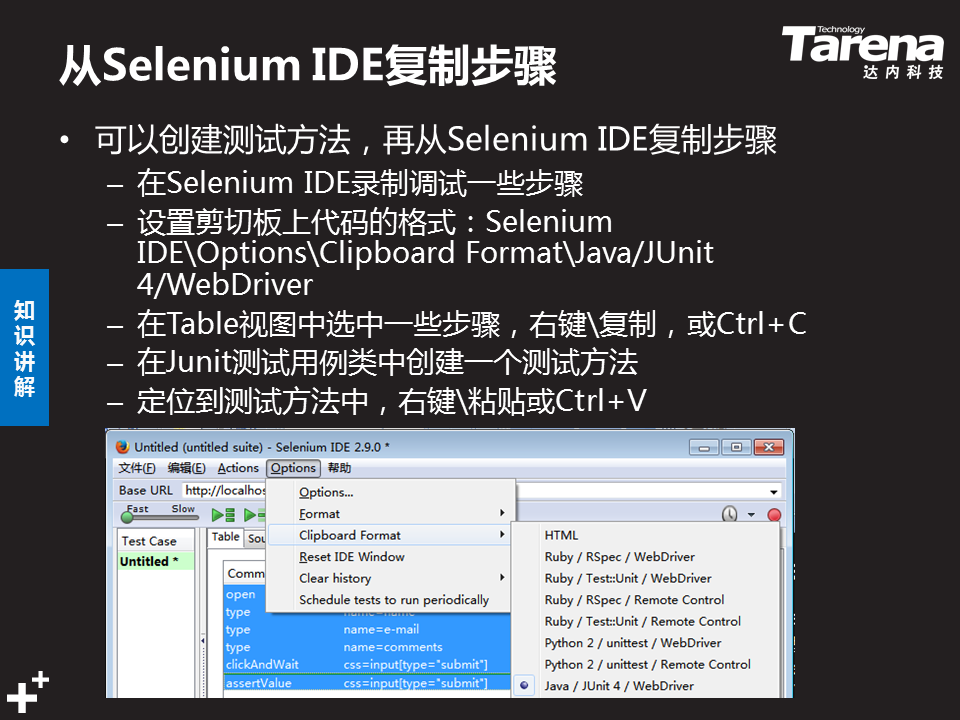 从Selenium IDE复制步骤
Technology
Tarena
达内科技
• 可以创建测试方法，再从Selenium IDE复制步骤
– 在Selenium IDE录制调试一些步骤
– 设置剪切板上代码的格式：Selenium
IDE\Options\Clipboard Format\Java/JUnit
4/WebDriver
– 在Table视图中选中一些步骤，右键\复制，或Ctrl+C
– 在Junit测试用例类中创建一个测试方法
– 定位到测试方法中，右键\粘贴或Ctrl+V
知
识
讲
解
Untitled (untitled suite) - Selenium IDE 2.9.0 *
文件(F) 编辑(E) Actions Options 帮助
Base URL http://localhos
Fast Slow
Test Case
Untitled *
Table Sou
Comm
open
type
type name=e-mail
type name=comments
clickAndWait css=input[type="submit"]
assertValue css=input[type="submit"]
Options...
Format
Clipboard Format
Reset IDE Window
Clear history
Schedule tests to run periodically
HTML
Ruby / RSpec / WebDriver
Ruby / Test::Unit / WebDriver
Ruby / RSpec / Remote Control
Ruby / Test::Unit / Remote Control
Python 2 / unittest / WebDriver
Python 2 / unittest / Remote Control
Java / JUnit 4 / WebDriver